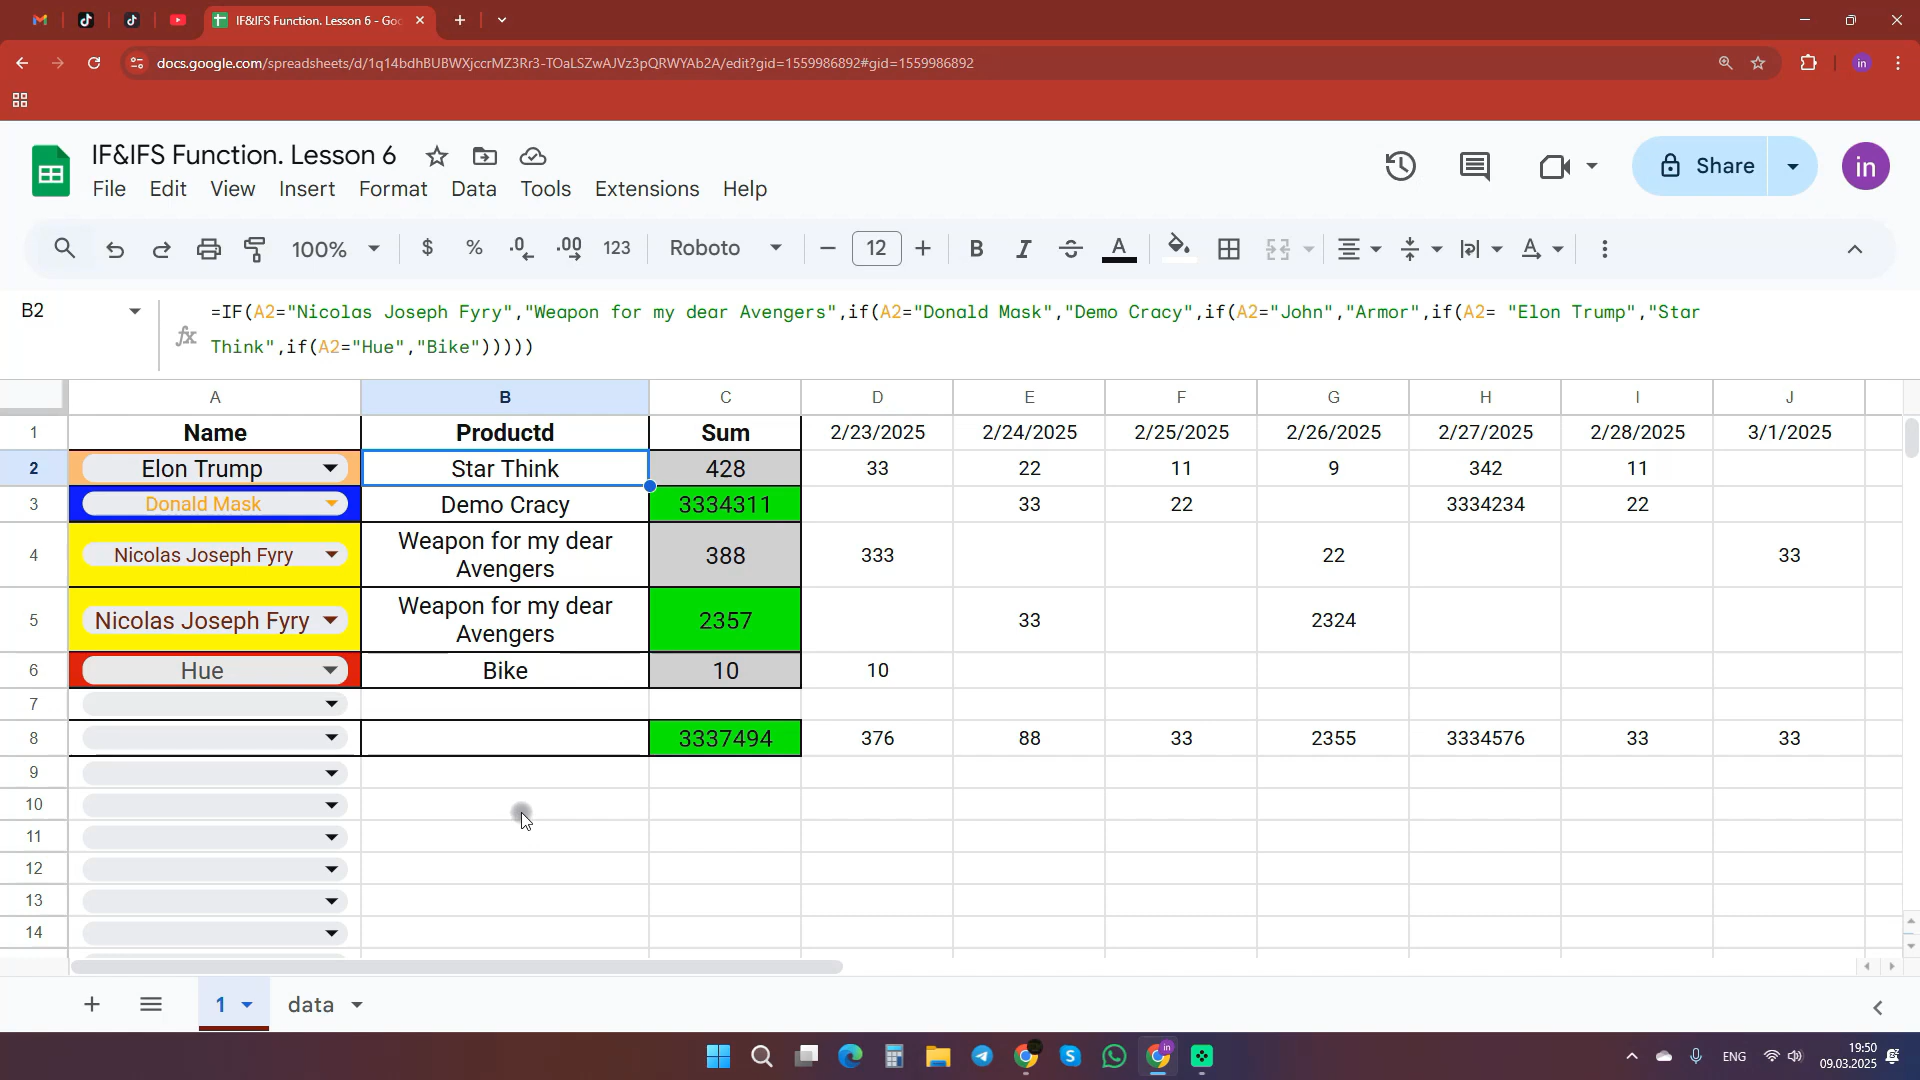 IF&IFS Function. Lesson 6 - Goo
docs.google.com/spreadsheets/d/1q14bdhBUBWXjccrMZ3Rr3-TOaLSZwAJVz3pQRWYAb2A/edit?gid=1559986892#gid=1559986892
in
IF&IFS Function. Lesson 6
File Edit View Insert Format Data Tools Extensions Help
Share
in
100% $ % .0 .00 123 Roboto 12 B I S A A
B2
=IF(A2="Nicolas Joseph Fyry","Weapon for my dear Avengers",if(A2="Donald Mask","Demo Cracy",if(A2="John","Armor",if(A2= "Elon Trump","Star
Think",if(A2="Hue","Bike")))))
A B C D E F G H I J
1 Name Productd Sum 2/23/2025 2/24/2025 2/25/2025 2/26/2025 2/27/2025 2/28/2025 3/1/2025
2 Elon Trump Star Think 428 33 22 11 9 342 11
3 Donald Mask Demo Cracy 3334311 33 22 3334234 22
4 Nicolas Joseph Fyry Weapon for my dear Avengers 388 333 22 33
5 Nicolas Joseph Fyry Weapon for my dear Avengers 2357 33 2324
6 Hue Bike 10 10
7
8 3337494 376 88 33 2355 3334576 33 33
9
10
11
12
13
14
1 data
in
ENG
19:50
09.03.2025